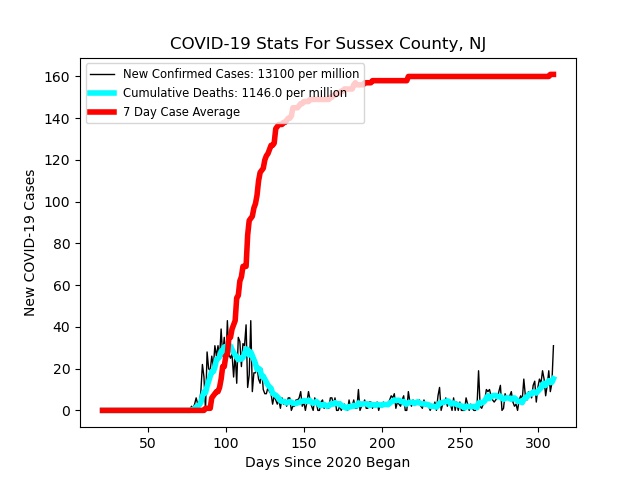 COVID-19 Stats For Sussex County, NJ
New Confirmed Cases: 13100 per million
Cumulative Deaths: 1146.0 per million
7 Day Case Average
New COVID-19 Cases
160
140
120
100
80
60
40
20
0
50 100 150 200 250 300
Days Since 2020 Began